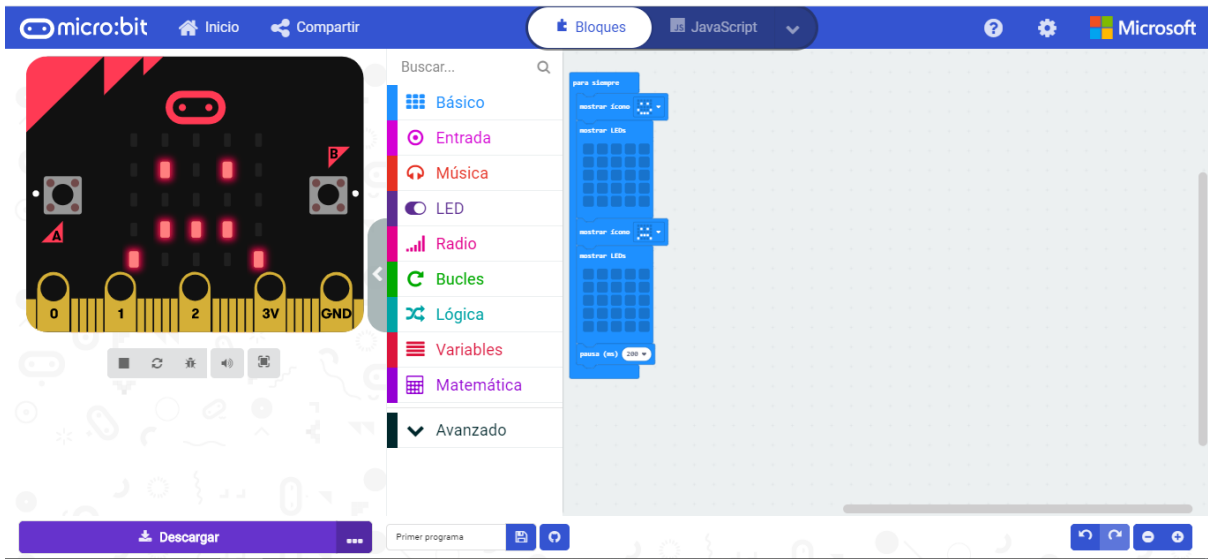 micro:bit
Inicio
Compartir
Bloques
JS JavaScript
?
Microsoft
Buscar...
Básico
Entrada
Música
LED
Radio
Bucles
Lógica
Variables
Matemática
Avanzado
A
B
0 1 2 3V GND
para siempre
mostrar ícono
mostrar LEDs
mostrar ícono
mostrar LEDs
pausa (ms) 200
Descargar
Primer programa